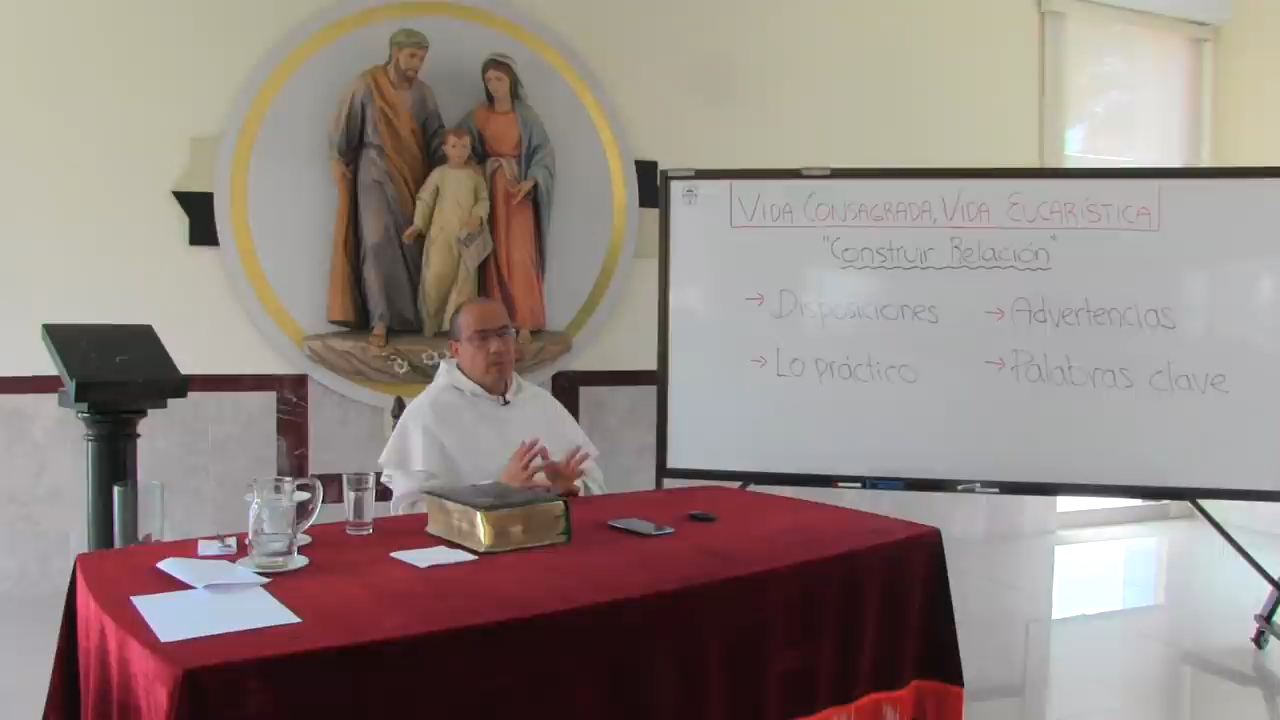 VIDA CONSAGRADA, VIDA EUCARÍSTICA
"Construir Relación"
→ Disposiciones → Advertencias
→ Lo práctico → Palabras clave